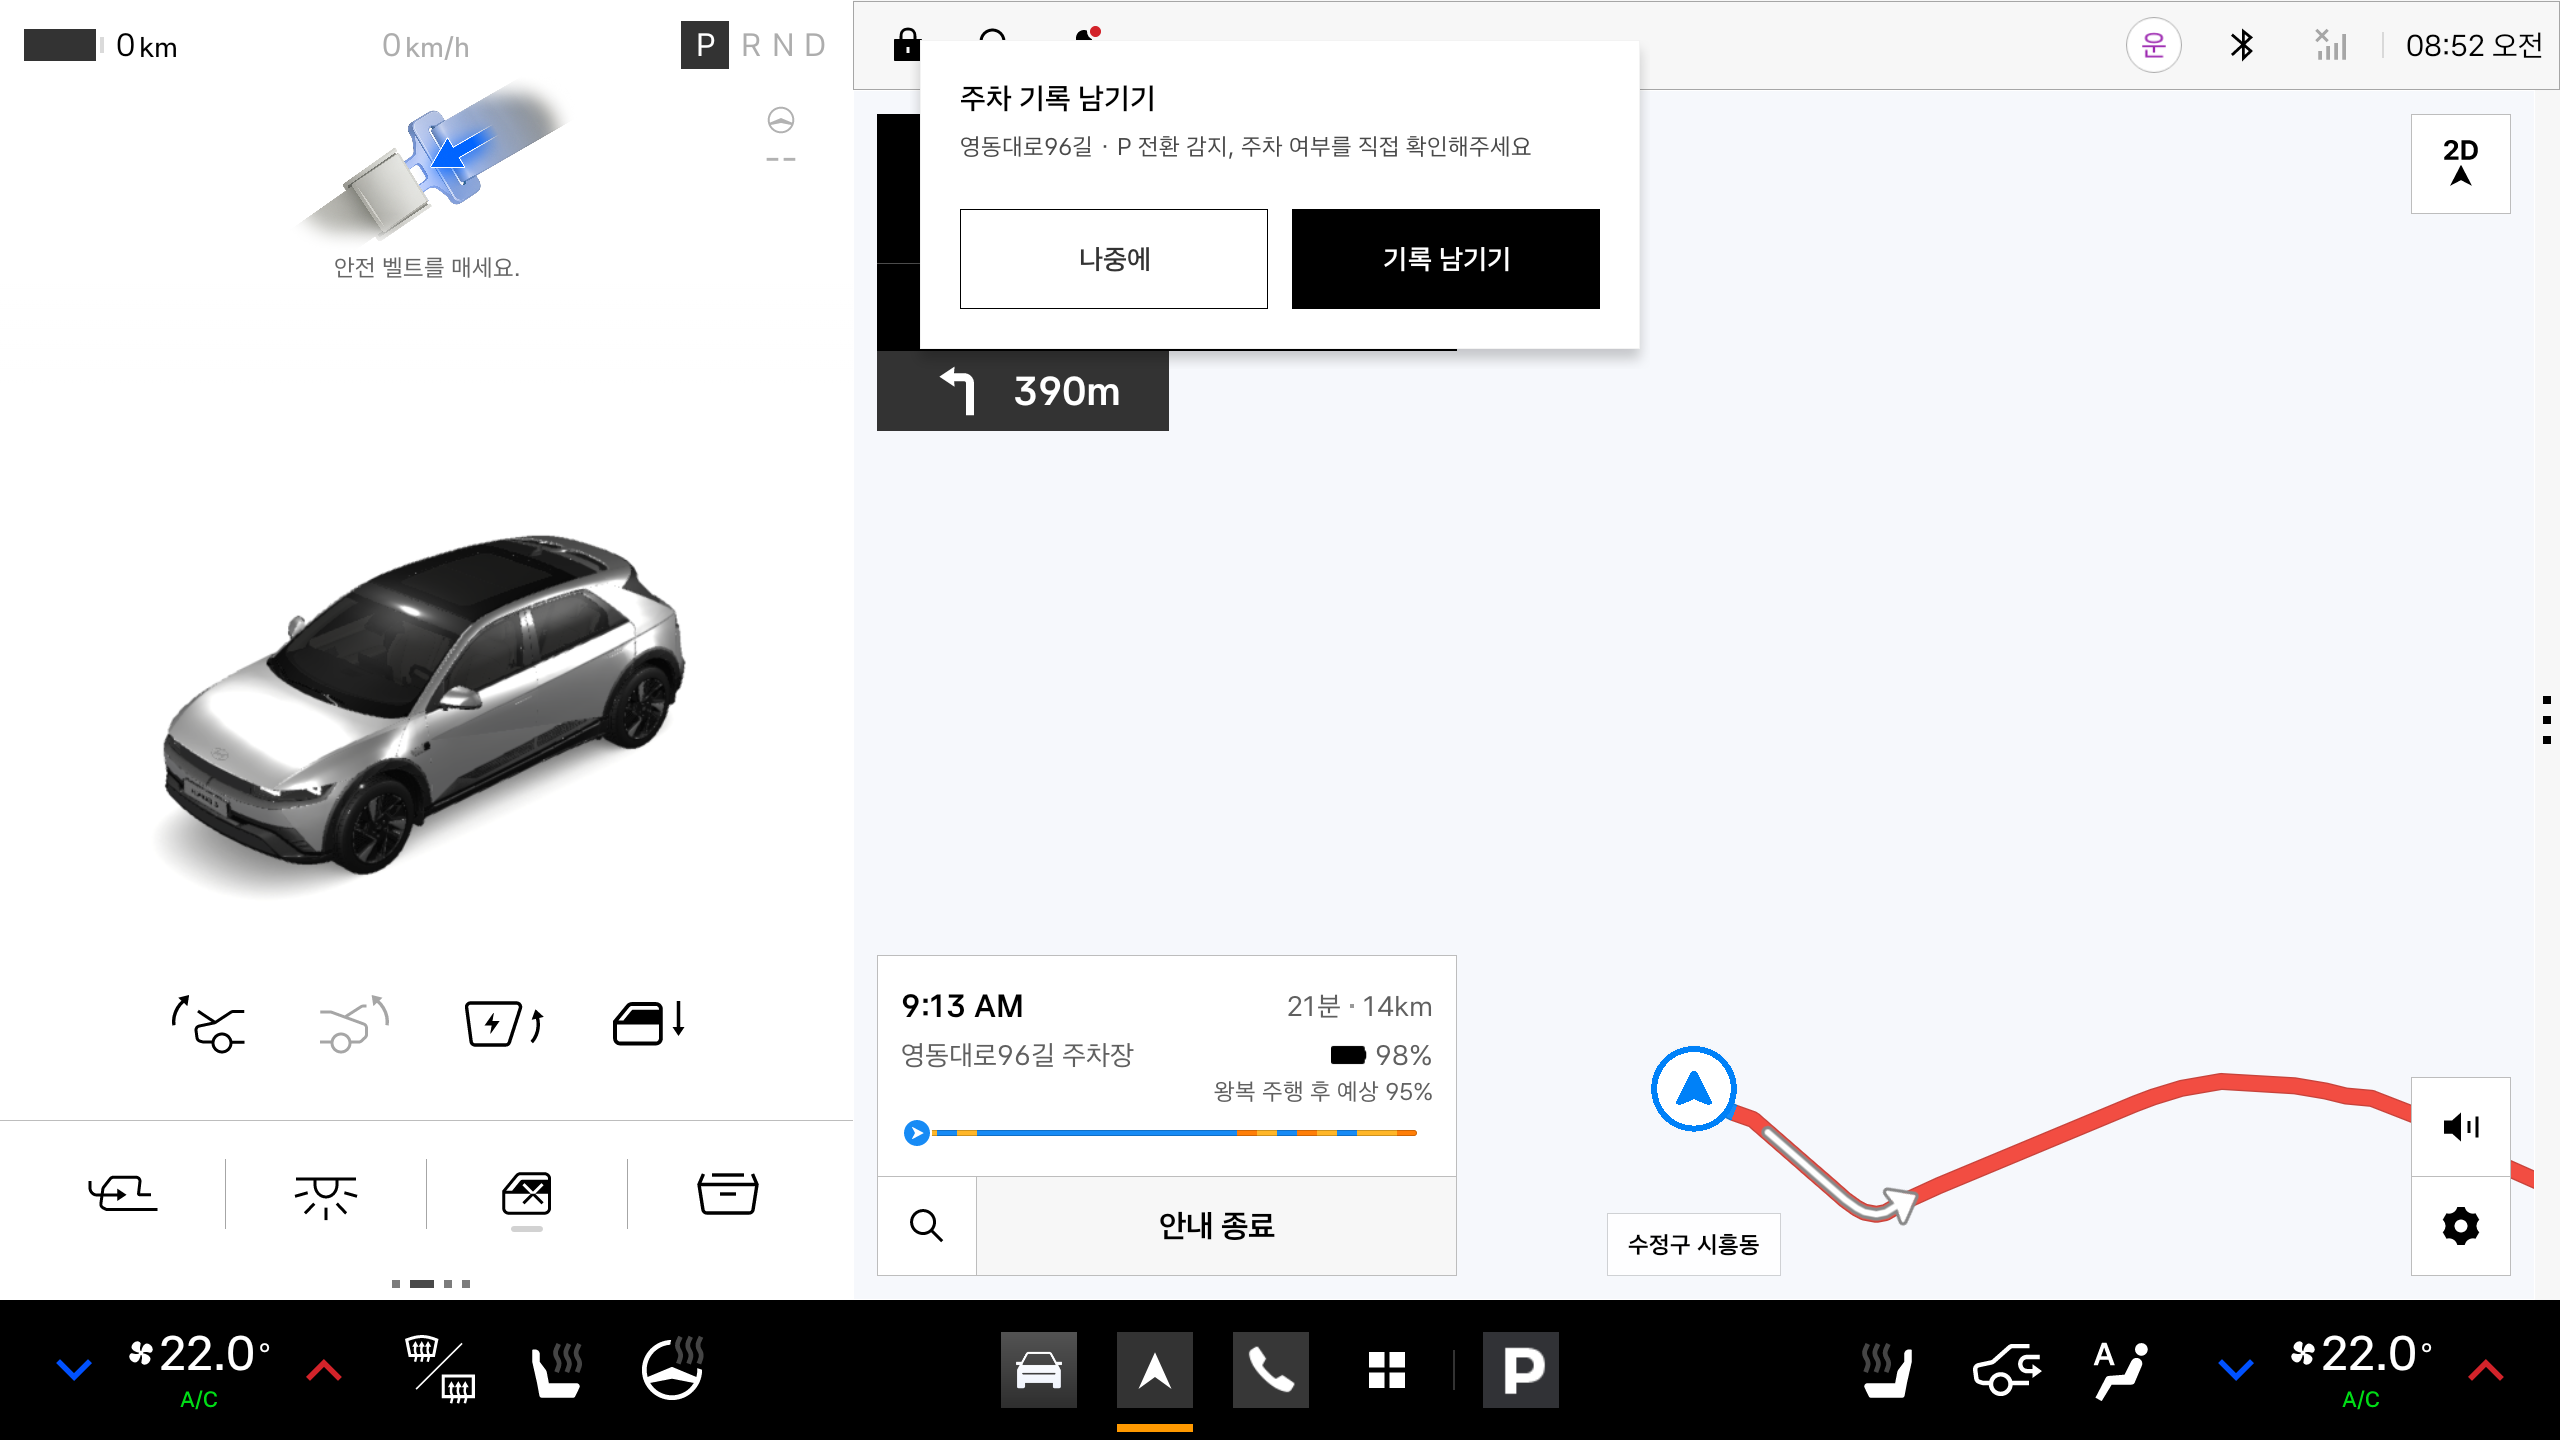 0 km
0 km/h
P R N D
안전 벨트를 매세요.
운
08:52 오전
주차 기록 남기기
영동대로96길 · P 전환 감지, 주차 여부를 직접 확인해주세요
나중에
기록 남기기
2D
390m
9:13 AM
21분 · 14km
영동대로96길 주차장
98%
왕복 주행 후 예상 95%
안내 종료
수정구 시흥동
22.0°
A/C
P
A
22.0°
A/C